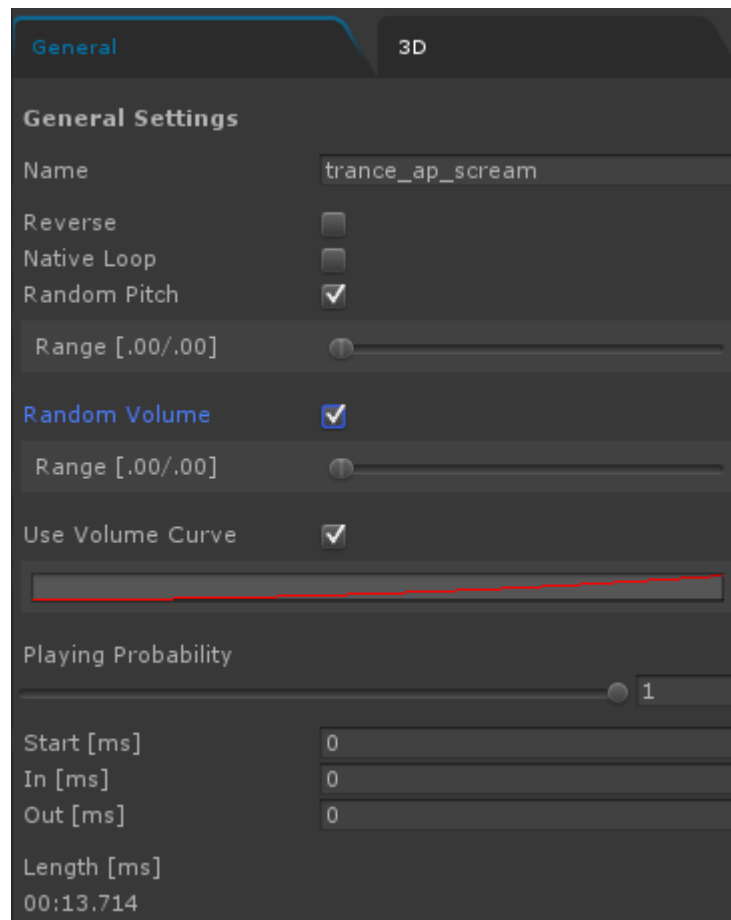 General 3D
General Settings
Name trance_ap_scream
Reverse
Native Loop
Random Pitch
Range [.00/.00]
Random Volume
Range [.00/.00]
Use Volume Curve
Playing Probability
1
Start [ms] 0
In [ms] 0
Out [ms] 0
Length [ms]
00:13.714